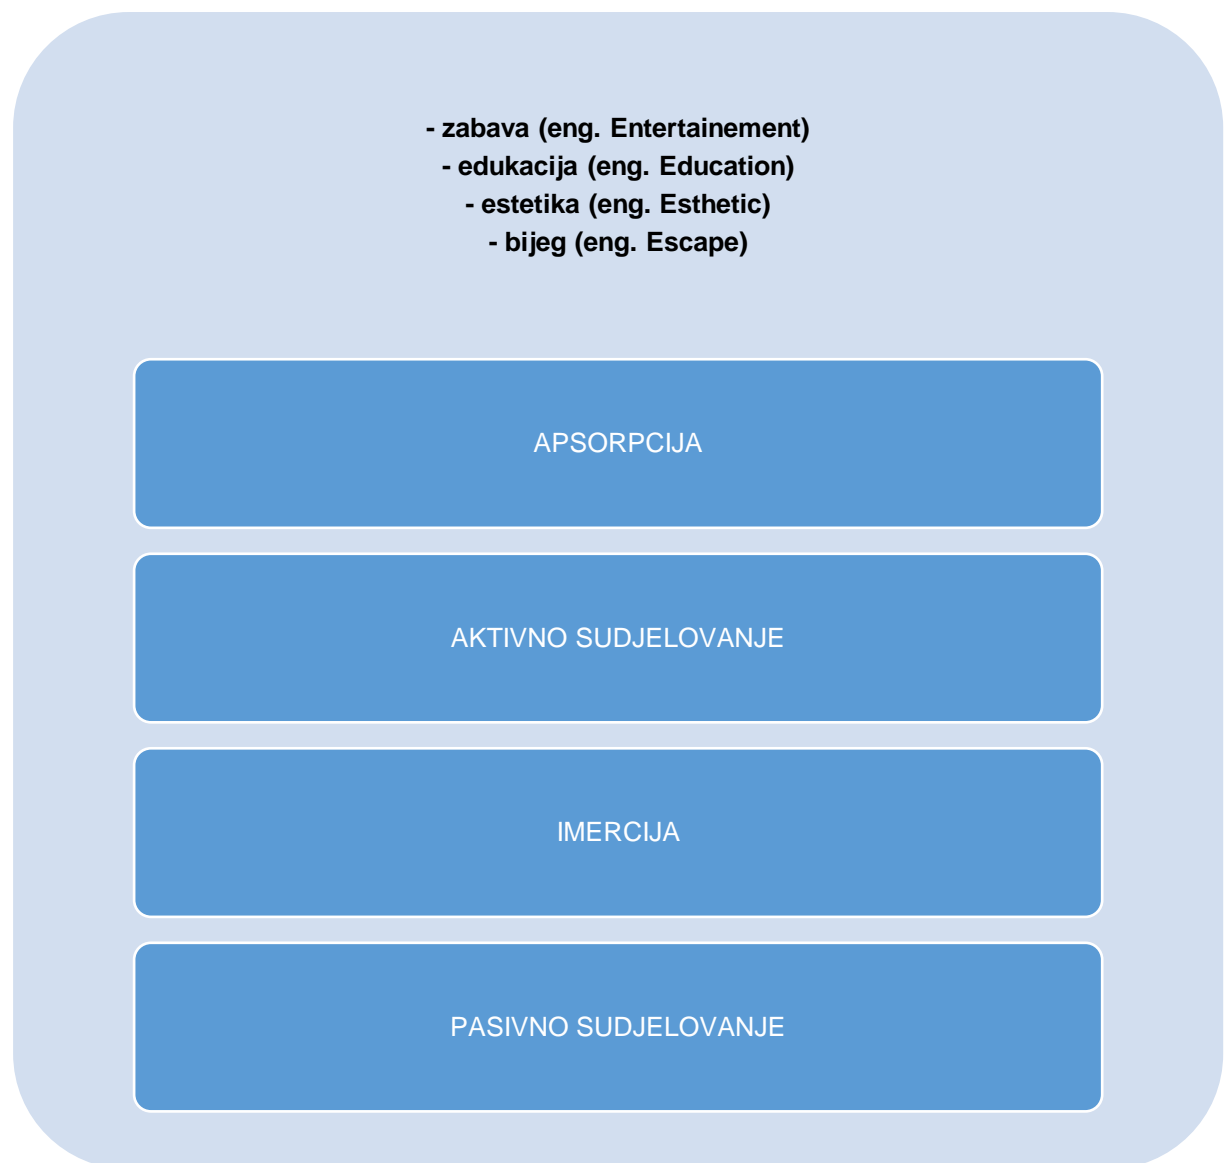 - zabava (eng. Entertainement)
- edukacija (eng. Education)
- estetika (eng. Esthetic)
- bijeg (eng. Escape)
APSORPCIJA
AKTIVNO SUDJELOVANJE
IMERCIJA
PASIVNO SUDJELOVANJE